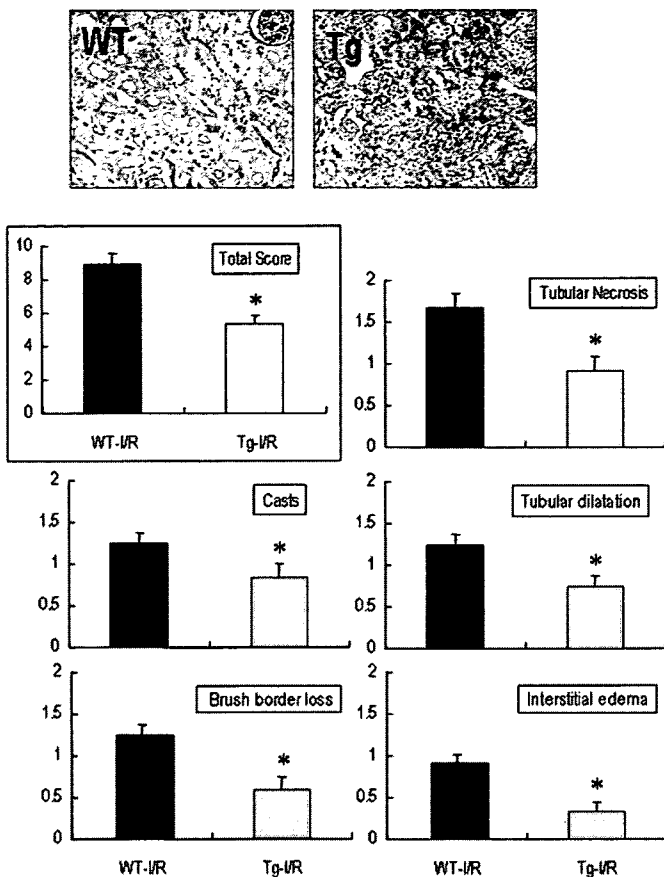 WT
Tg
10
8
6
4
2
0
Total Score
*
WT-I/R
Tg-I/R
2
1.5
1
0.5
0
Tubular Necrosis
*
2
1.5
1
0.5
0
Casts
*
2
1.5
1
0.5
0
Tubular dilatation
*
2
1.5
1
0.5
0
Brush border loss
*
WT-I/R
Tg-I/R
2
1.5
1
0.5
0
Interstitial edema
*
WT-I/R
Tg-I/R